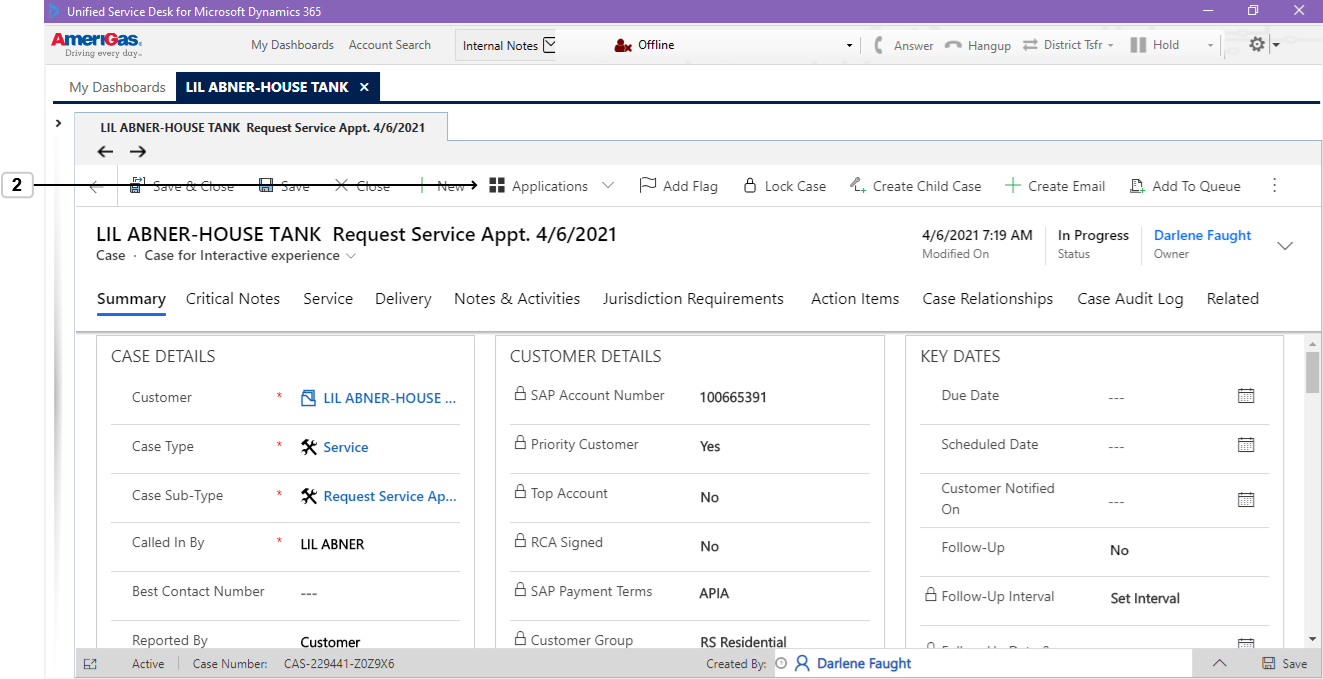 Unified Service Desk for Microsoft Dynamics 365
AmeriGas.
Driving every day..
My Dashboards Account Search Internal Notes Offline Answer Hangup District Tsfr Hold
My Dashboards LIL ABNER-HOUSE TANK ×
LIL ABNER-HOUSE TANK Request Service Appt. 4/6/2021
2
Save & Close Save Close New Applications Add Flag Lock Case Create Child Case Create Email Add To Queue
LIL ABNER-HOUSE TANK Request Service Appt. 4/6/2021
Case · Case for Interactive experience
4/6/2021 7:19 AM
Modified On
In Progress
Status
Darlene Faught
Owner
Summary Critical Notes Service Delivery Notes & Activities Jurisdiction Requirements Action Items Case Relationships Case Audit Log Related
CASE DETAILS
Customer * LIL ABNER-HOUSE ...
Case Type * Service
Case Sub-Type * Request Service Ap...
Called In By * LIL ABNER
Best Contact Number ---
Reported By Customer
CUSTOMER DETAILS
SAP Account Number 100665391
Priority Customer Yes
Top Account No
RCA Signed No
SAP Payment Terms APIA
Customer Group RS Residential
KEY DATES
Due Date ---
Scheduled Date ---
Customer Notified
On ---
Follow-Up No
Follow-Up Interval Set Interval
Active Case Number: CAS-229441-Z0Z9X6 Created By: Darlene Faught Save